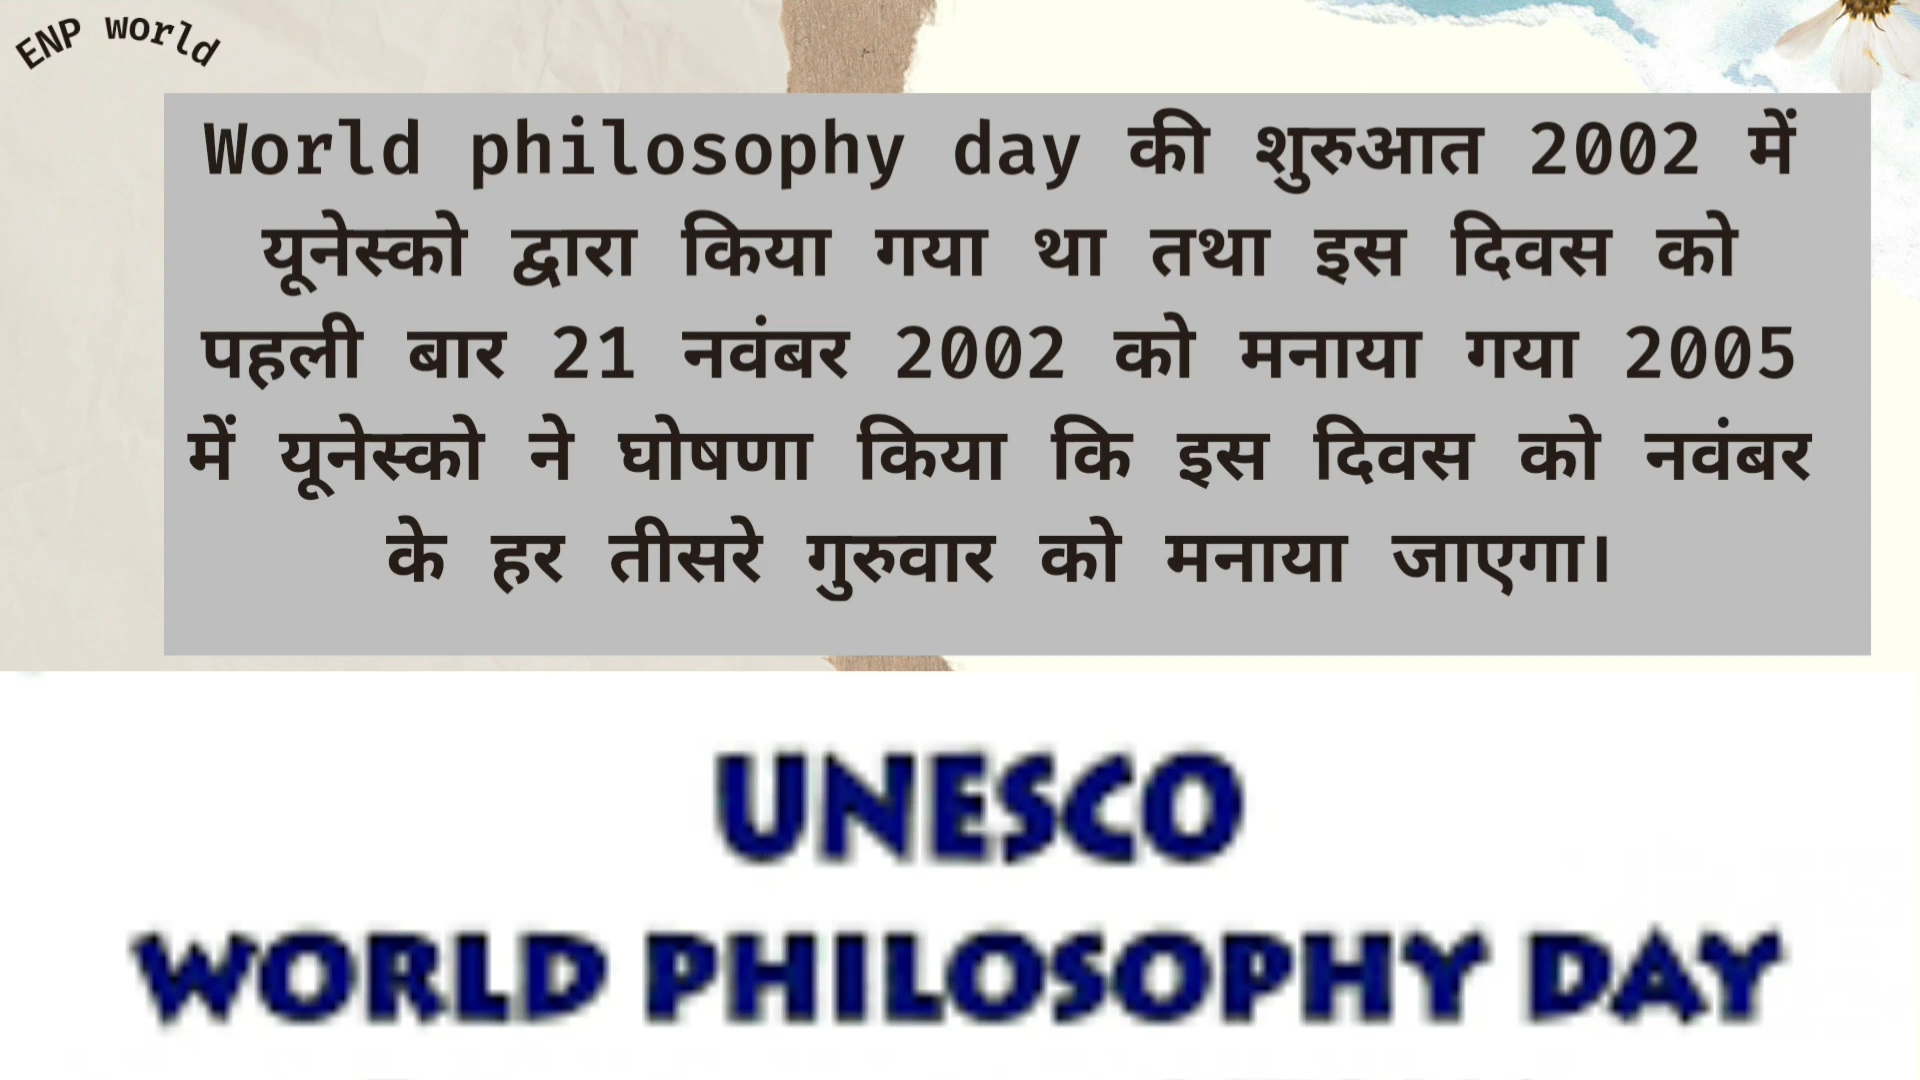 ENP world
World philosophy day की शुरुआत 2002 में
यूनेस्को द्वारा किया गया था तथा इस दिवस को
पहली बार 21 नवंबर 2002 को मनाया गया 2005
में यूनेस्को ने घोषणा किया कि इस दिवस को नवंबर
के हर तीसरे गुरुवार को मनाया जाएगा।
UNESCO
WORLD PHILOSOPHY DAY